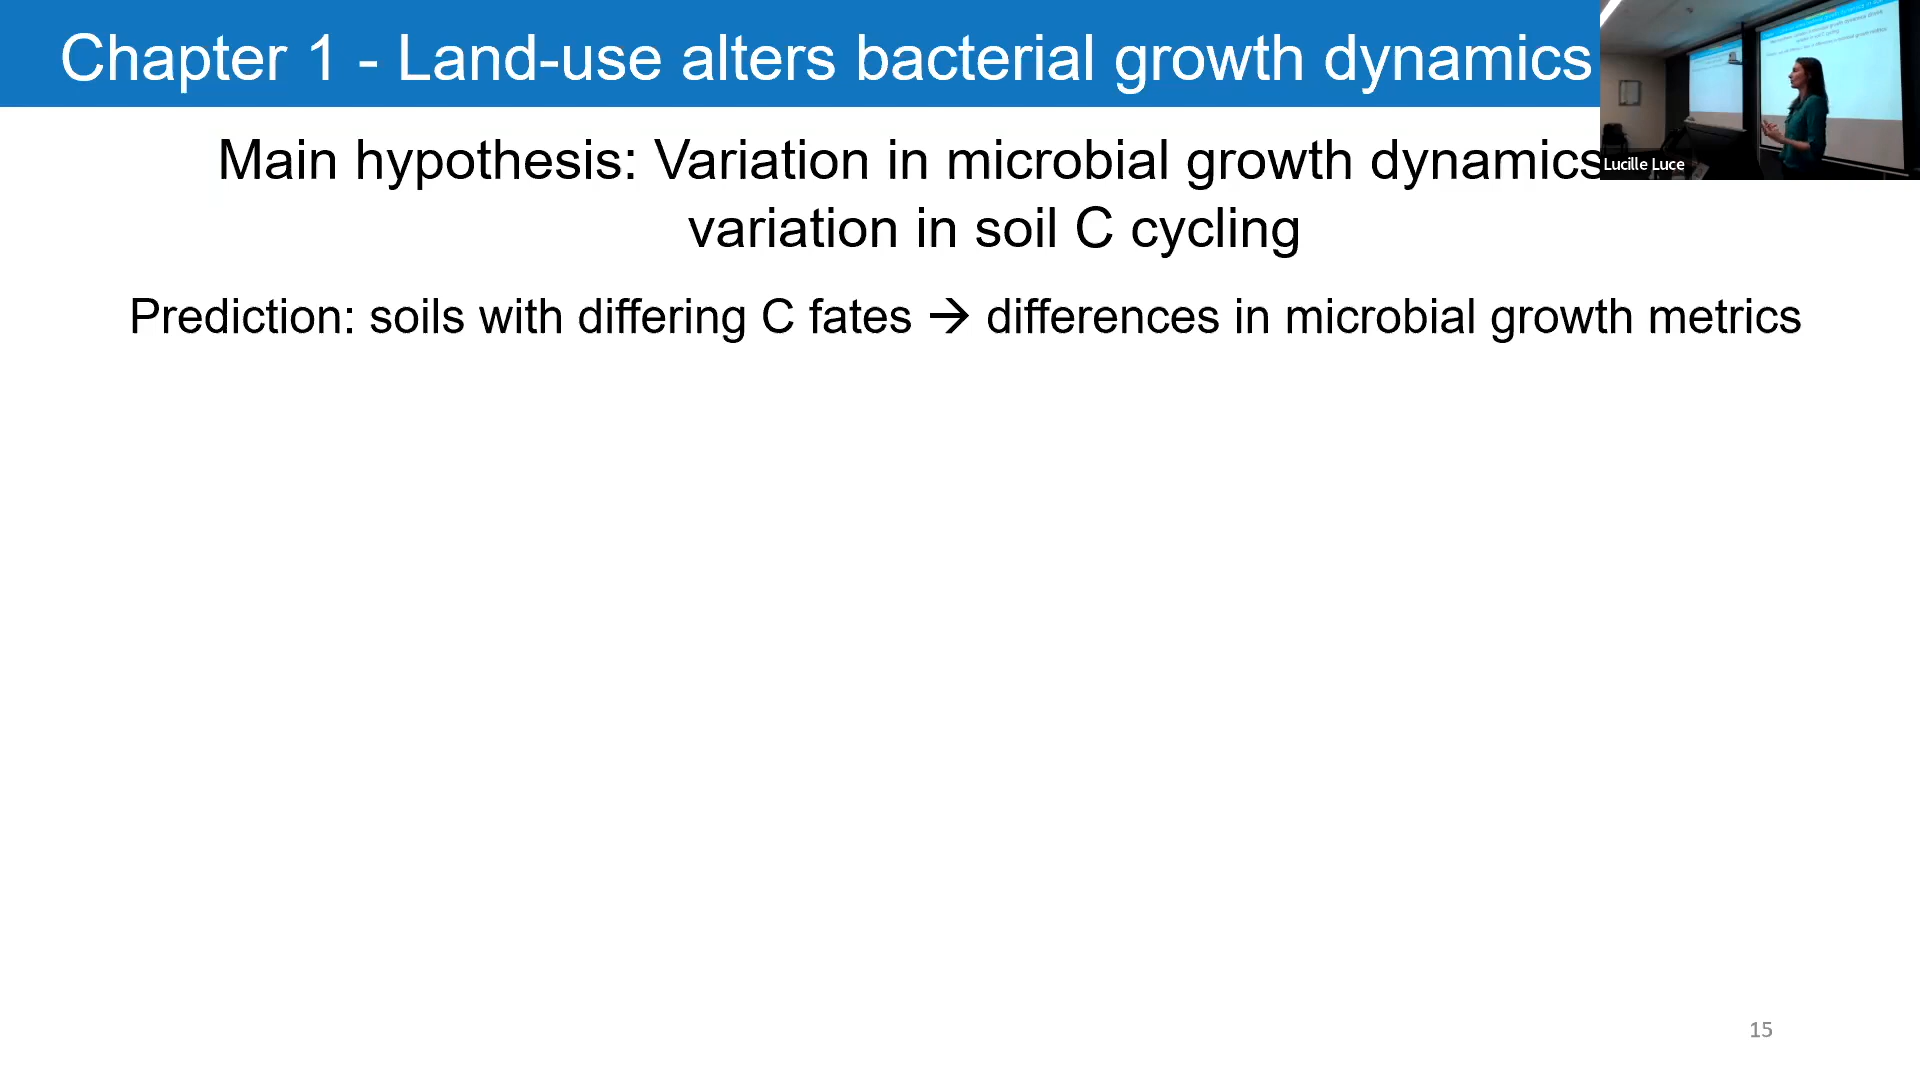 Chapter 1 - Land-use alters bacterial growth dynamics
Main hypothesis: Variation in microbial growth dynamics
variation in soil C cycling
Prediction: soils with differing C fates → differences in microbial growth metrics
Lucille Luce
15